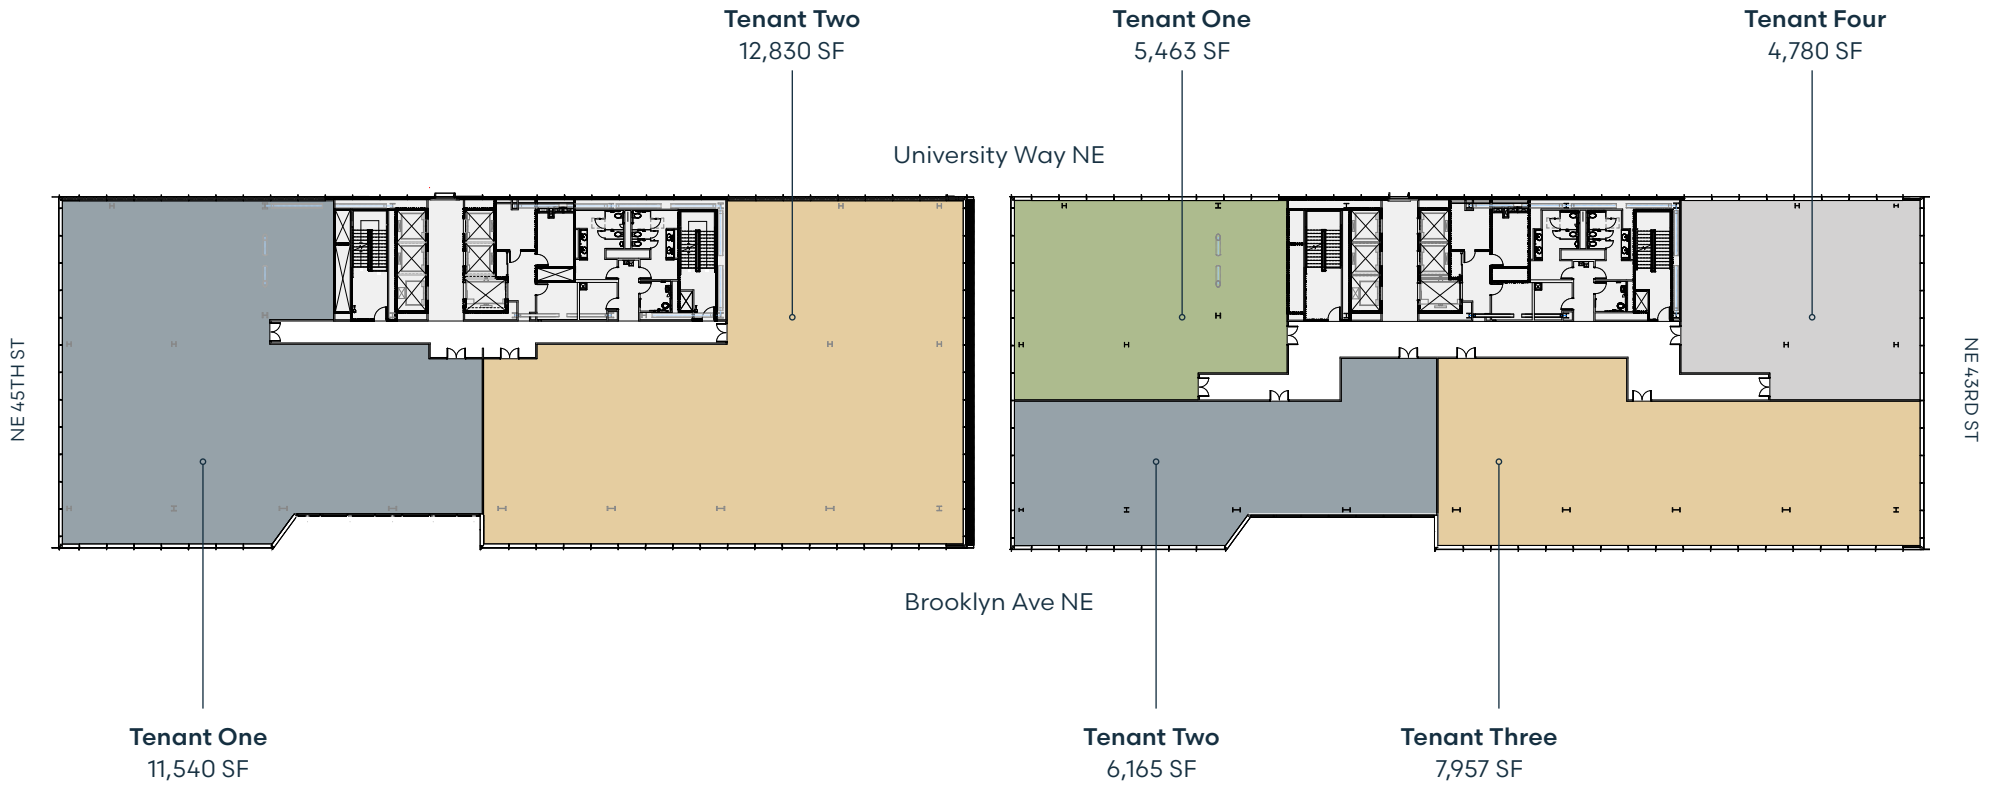 Tenant Two
12,830 SF
Tenant One
5,463 SF
Tenant Four
4,780 SF
University Way NE
NE 45TH ST
NE 43RD ST
Brooklyn Ave NE
Tenant One
11,540 SF
Tenant Two
6,165 SF
Tenant Three
7,957 SF